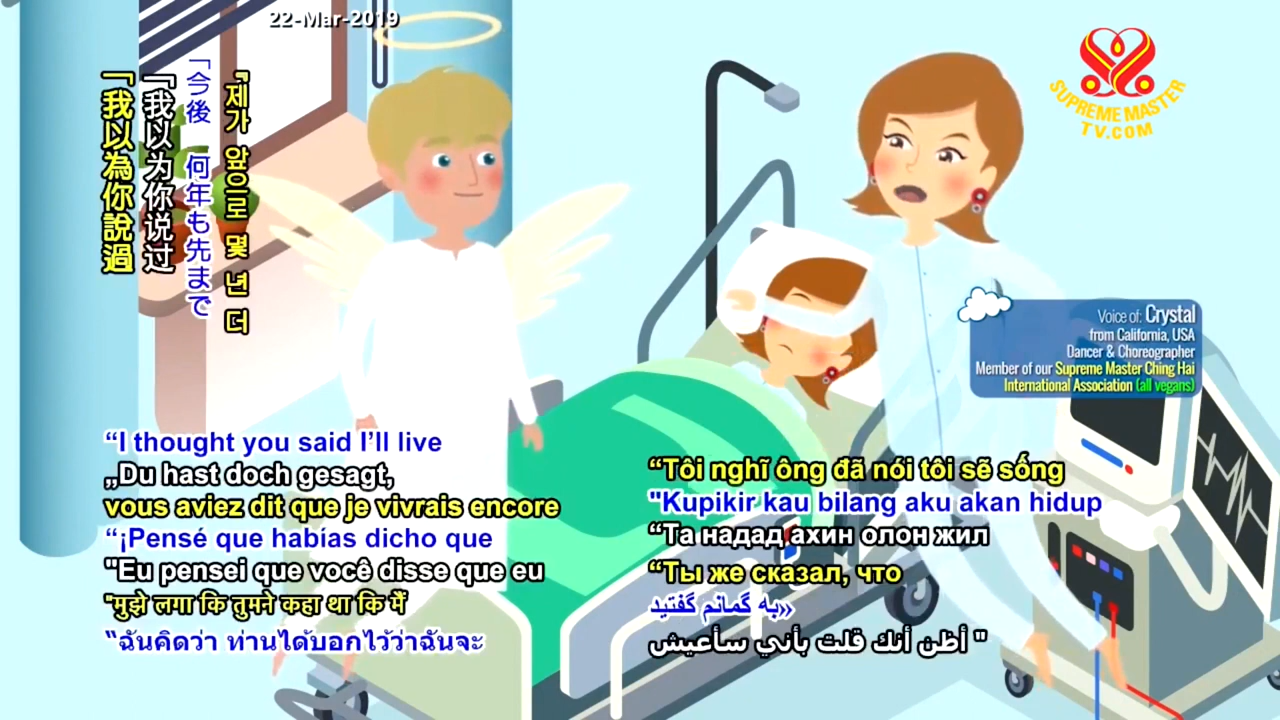 22-Mar-2019
SUPREME MASTER
TV.COM
「我以為你說過
「我以为你说过
「今後 何年も先まで
"제가 앞으로 몇 년 더
Voice of: Crystal
from California, USA
Dancer & Choreographer
Member of our Supreme Master Ching Hai
International Association (all vegans)
“I thought you said I’ll live
„Du hast doch gesagt,
vous aviez dit que je vivrais encore
“¡Pensé que habías dicho que
"Eu pensei que você disse que eu
"मुझे लगा कि तुमने कहा था कि मैं
“ฉันคิดว่า ท่านได้บอกไว้ว่าฉันจะ
“Tôi nghĩ ông đã nói tôi sẽ sống
"Kupikir kau bilang aku akan hidup
“Та надад ахин олон жил
“Ты же сказал, что
«به گمانم گفتید
" أظن أنك قلت بأني سأعيش